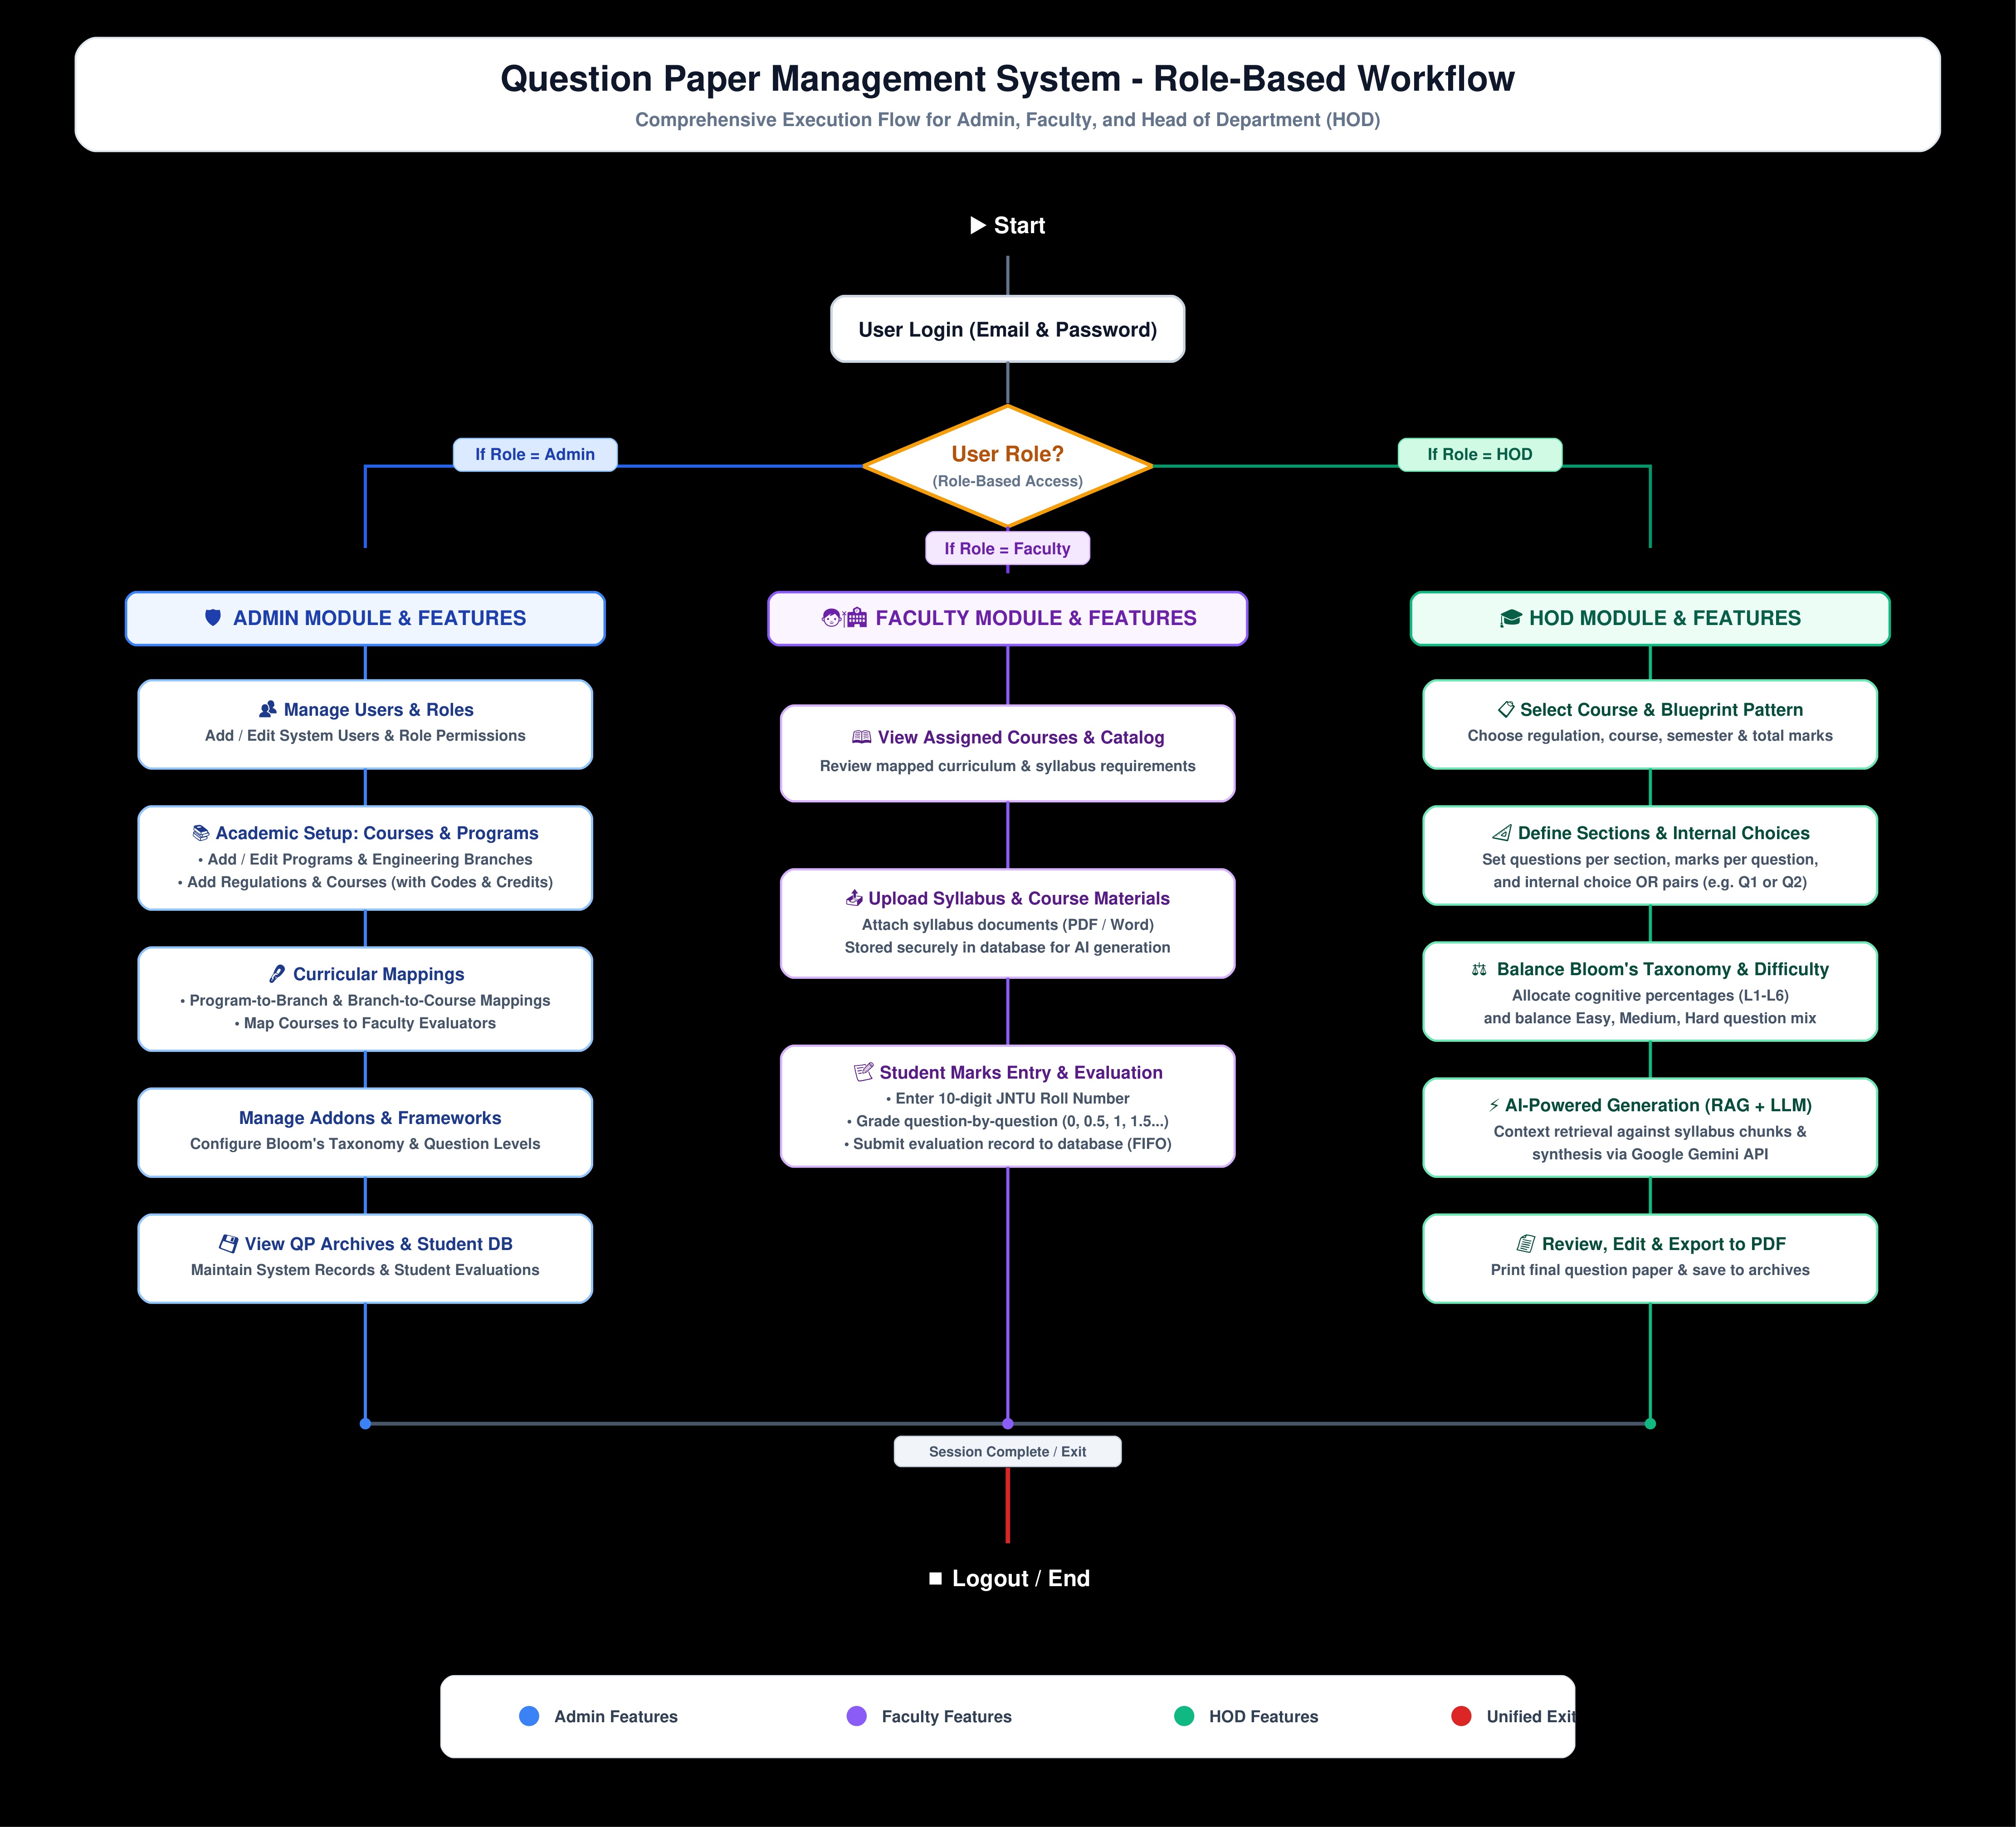 Question Paper Management System - Role-Based Workflow
Comprehensive Execution Flow for Admin, Faculty, and Head of Department (HOD)
Start
User Login (Email & Password)
User Role?
(Role-Based Access)
If Role = Admin
If Role = HOD
If Role = Faculty
ADMIN MODULE & FEATURES
Manage Users & Roles
Add / Edit System Users & Role Permissions
Academic Setup: Courses & Programs
• Add / Edit Programs & Engineering Branches
• Add Regulations & Courses (with Codes & Credits)
Curricular Mappings
• Program-to-Branch & Branch-to-Course Mappings
• Map Courses to Faculty Evaluators
Manage Addons & Frameworks
Configure Bloom's Taxonomy & Question Levels
View QP Archives & Student DB
Maintain System Records & Student Evaluations
FACULTY MODULE & FEATURES
View Assigned Courses & Catalog
Review mapped curriculum & syllabus requirements
Upload Syllabus & Course Materials
Attach syllabus documents (PDF / Word)
Stored securely in database for AI generation
Student Marks Entry & Evaluation
• Enter 10-digit JNTU Roll Number
• Grade question-by-question (0, 0.5, 1, 1.5...)
• Submit evaluation record to database (FIFO)
HOD MODULE & FEATURES
Select Course & Blueprint Pattern
Choose regulation, course, semester & total marks
Define Sections & Internal Choices
Set questions per section, marks per question,
and internal choice OR pairs (e.g. Q1 or Q2)
Balance Bloom's Taxonomy & Difficulty
Allocate cognitive percentages (L1-L6)
and balance Easy, Medium, Hard question mix
AI-Powered Generation (RAG + LLM)
Context retrieval against syllabus chunks &
synthesis via Google Gemini API
Review, Edit & Export to PDF
Print final question paper & save to archives
Session Complete / Exit
Logout / End
Admin Features
Faculty Features
HOD Features
Unified Exit